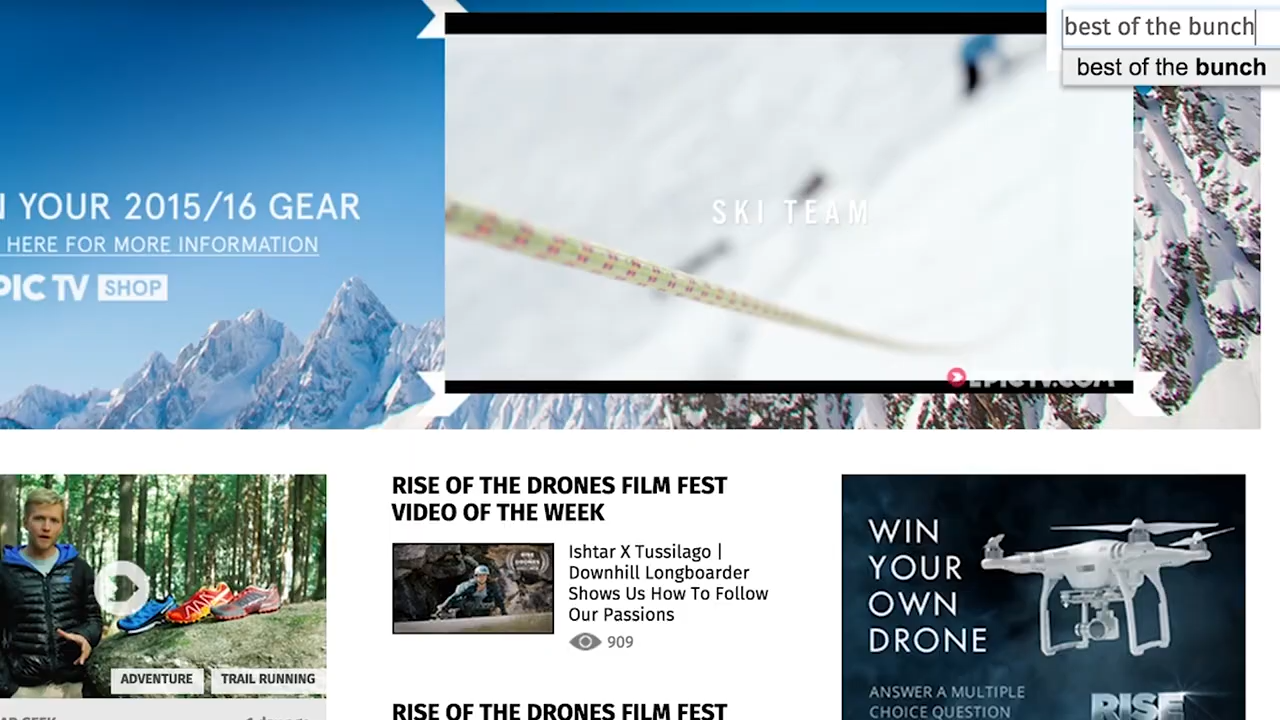 best of the bunch
best of the bunch
YOUR 2015/16 GEAR
HERE FOR MORE INFORMATION
TV SHOP
SKI TEAM
EPICTV.COM
RISE OF THE DRONES FILM FEST
VIDEO OF THE WEEK
Ishtar X Tussilago |
Downhill Longboarder
Shows Us How To Follow
Our Passions
909
ADVENTURE
TRAIL RUNNING
RISE OF THE DRONES FILM FEST
WIN
YOUR
OWN
DRONE
ANSWER A MULTIPLE
CHOICE QUESTION
RISE